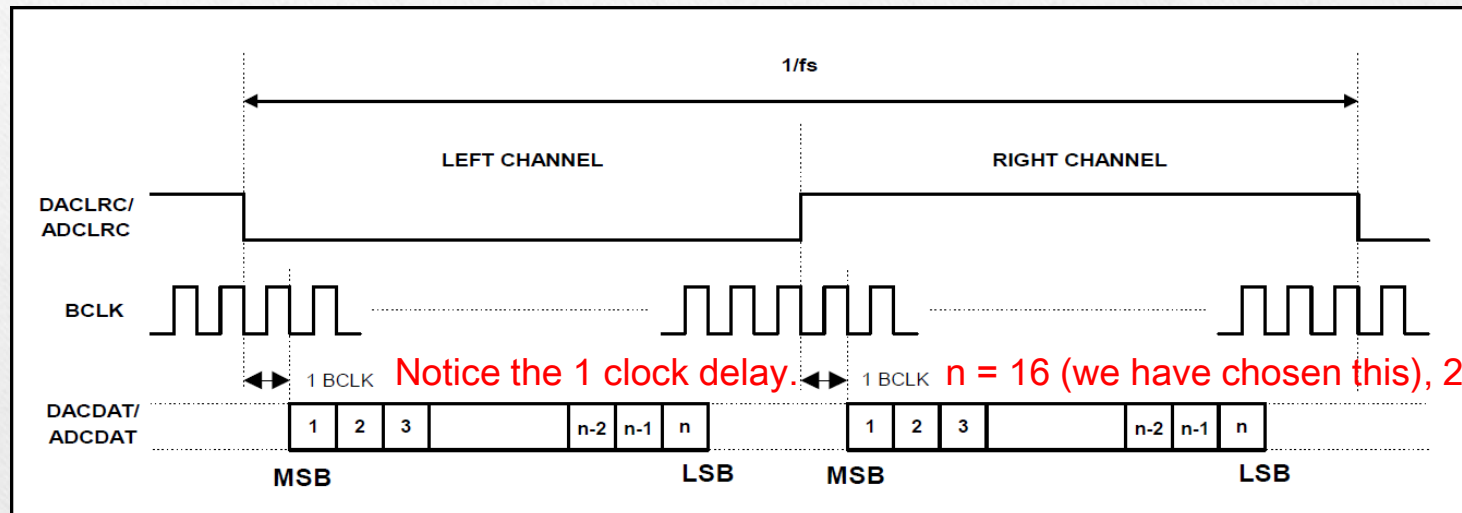 1/fs
LEFT CHANNEL
RIGHT CHANNEL
DACLRC/
ADCLRC
BCLK
1 BCLK
Notice the 1 clock delay.
1 BCLK
n = 16 (we have chosen this), 2
DACDAT/
ADCDAT
1 2 3 n-2 n-1 n
1 2 3 n-2 n-1 n
MSB
LSB
MSB
LSB